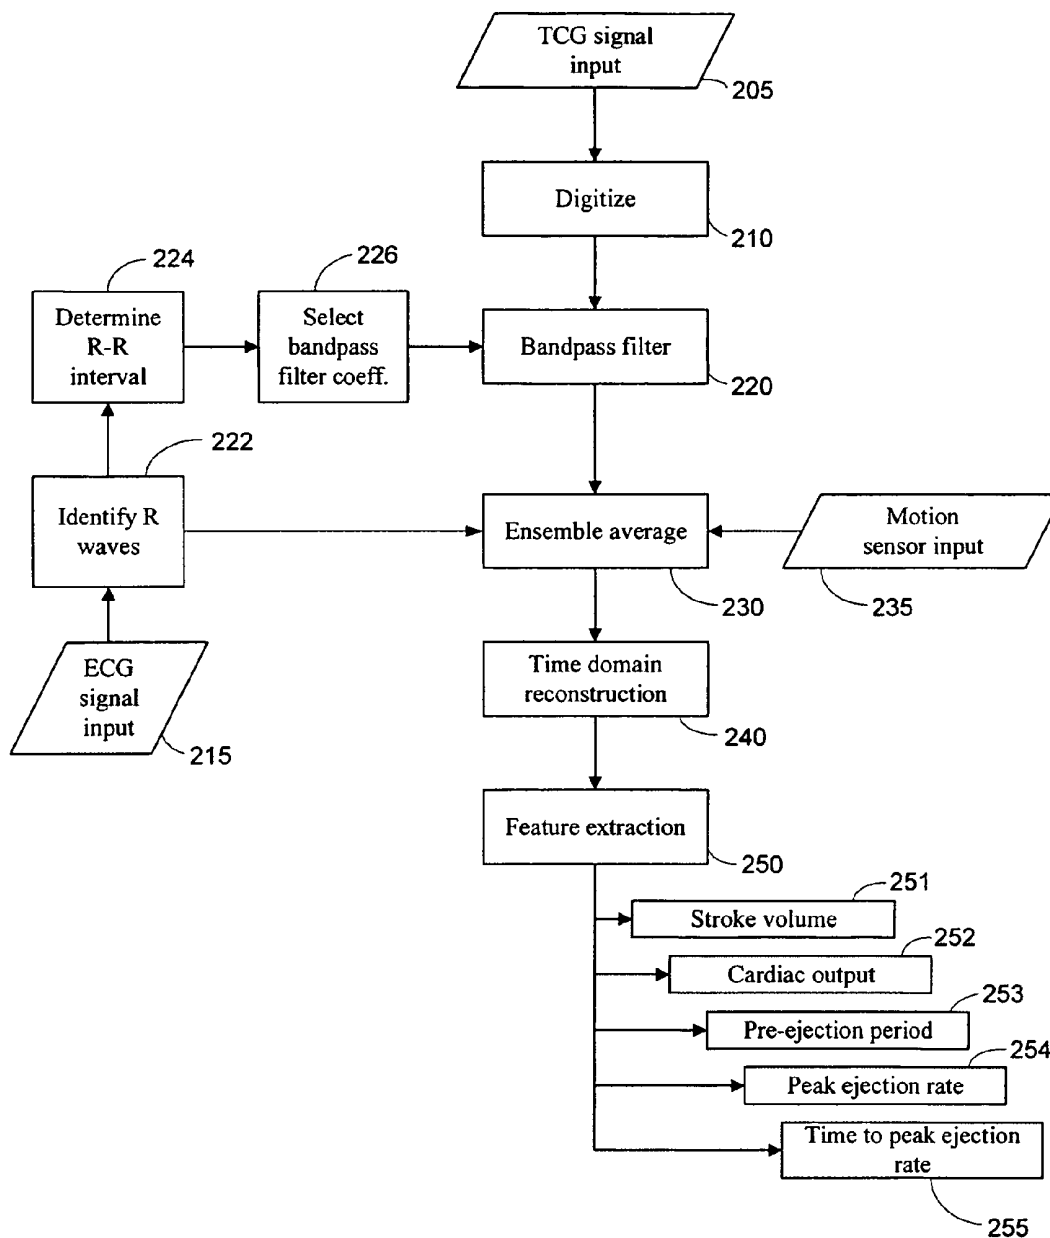 TCG signal
input
205
Digitize
210
224
226
Determine
R-R
interval
Select
bandpass
filter coeff.
Bandpass filter
220
222
Identify R
waves
Ensemble average
Motion
sensor input
230
235
ECG
signal
input
215
Time domain
reconstruction
240
Feature extraction
250
251
Stroke volume
252
Cardiac output
253
Pre-ejection period
254
Peak ejection rate
Time to peak ejection
rate
255